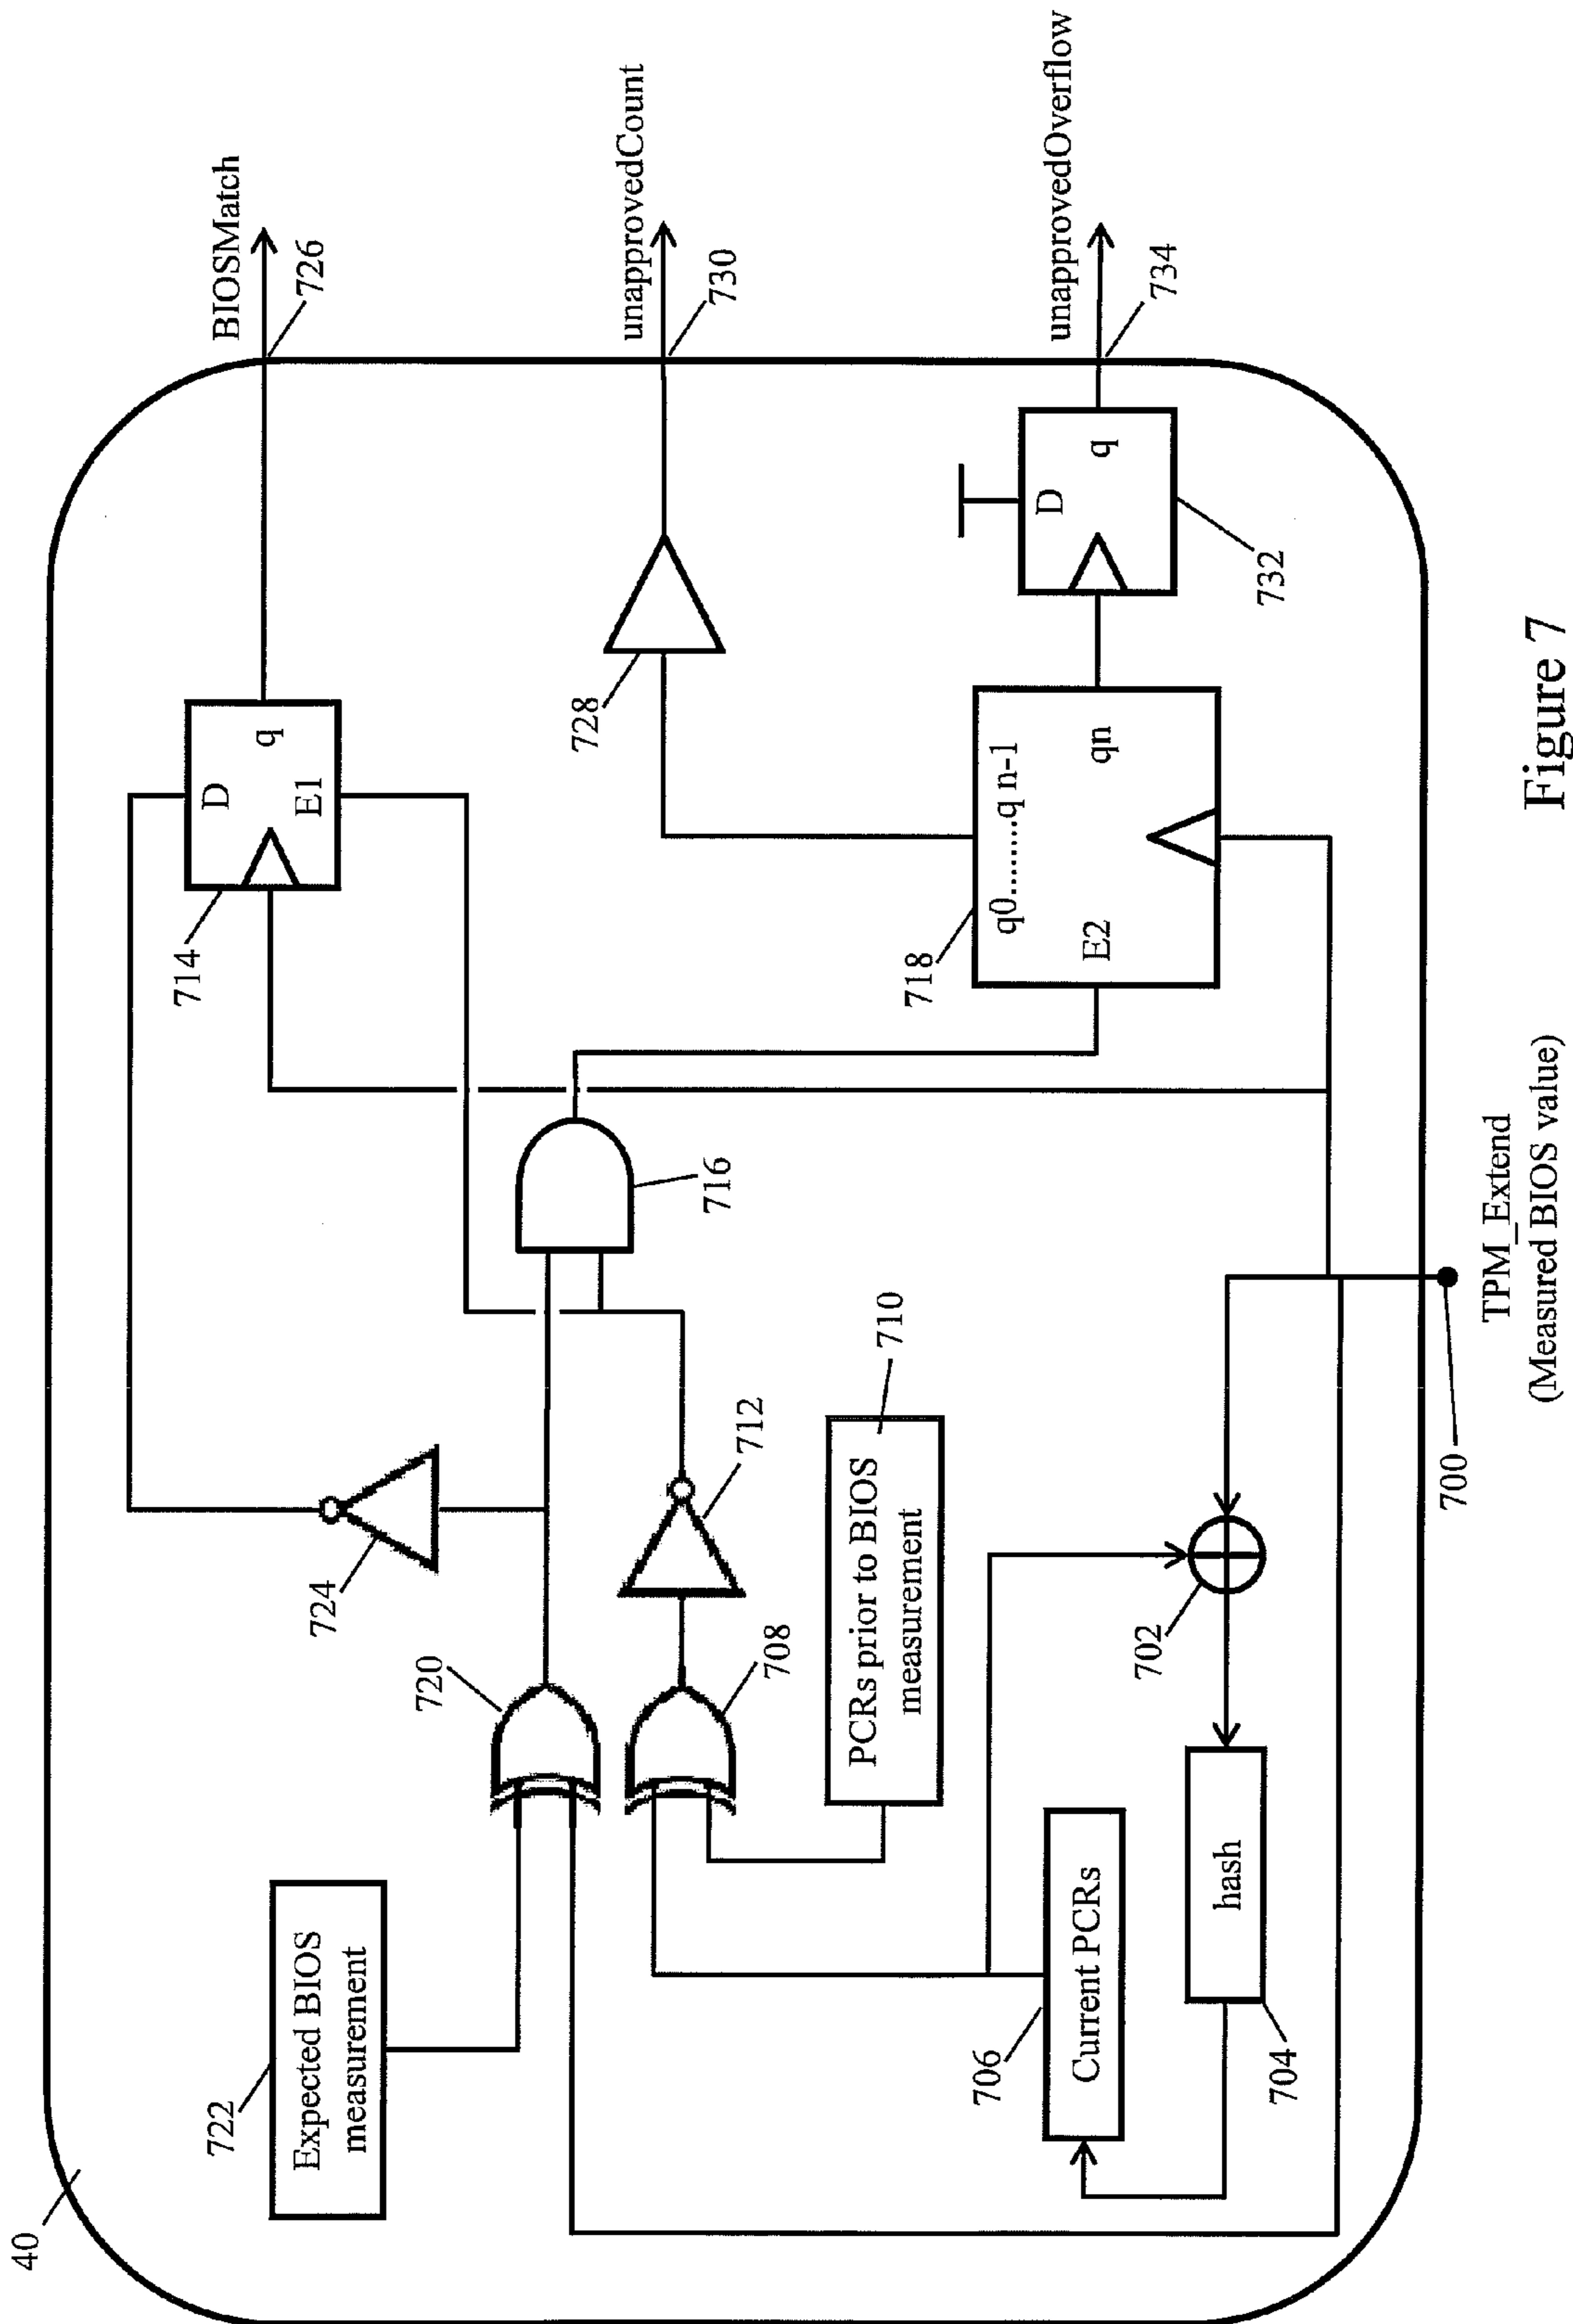 40
722
Expected BIOS
measurement
720
724
714
D
q
E1
BIOSMatch
726
708
712
716
728
unapprovedCount
730
PCRs prior to BIOS
measurement
710
718
q0........q n-1
E2
qn
D
q
732
unapprovedOverflow
734
706
Current PCRs
704
hash
702
700
TPM_Extend
(Measured BIOS value)
Figure 7